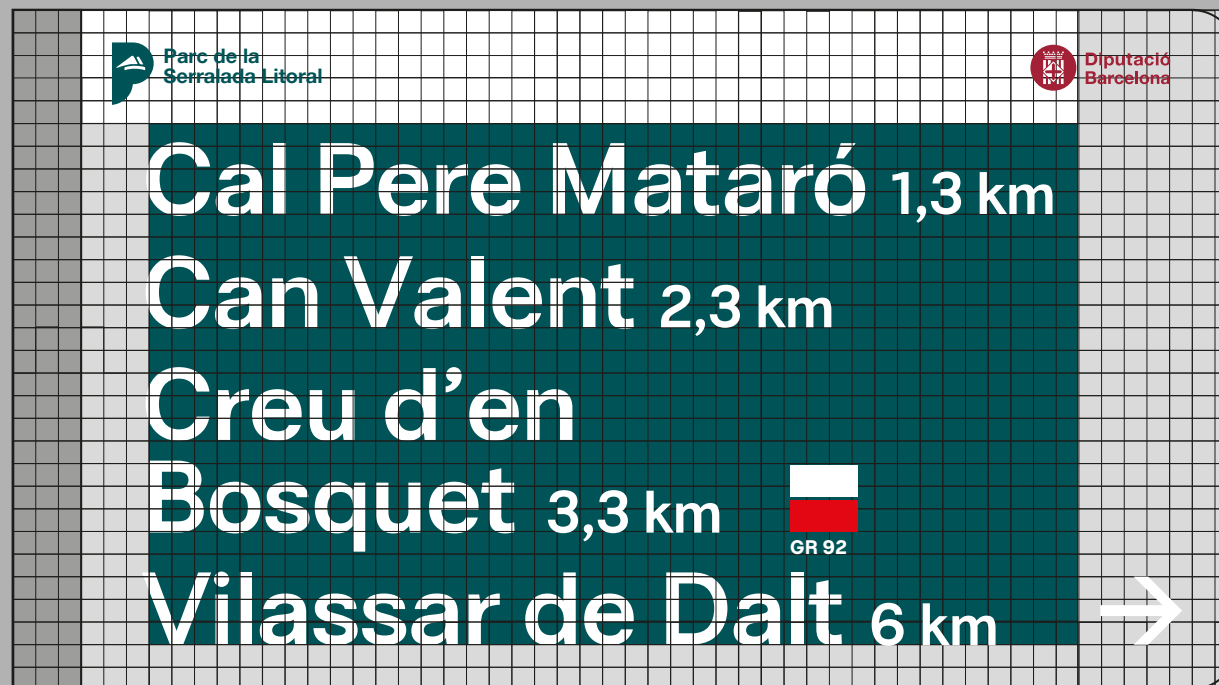 Parc de la
Serralada Litoral
Diputació
Barcelona
Cal Pere Mataró 1,3 km
Can Valent 2,3 km
Creu d’en
Bosquet 3,3 km
GR 92
Vilassar de Dalt 6 km